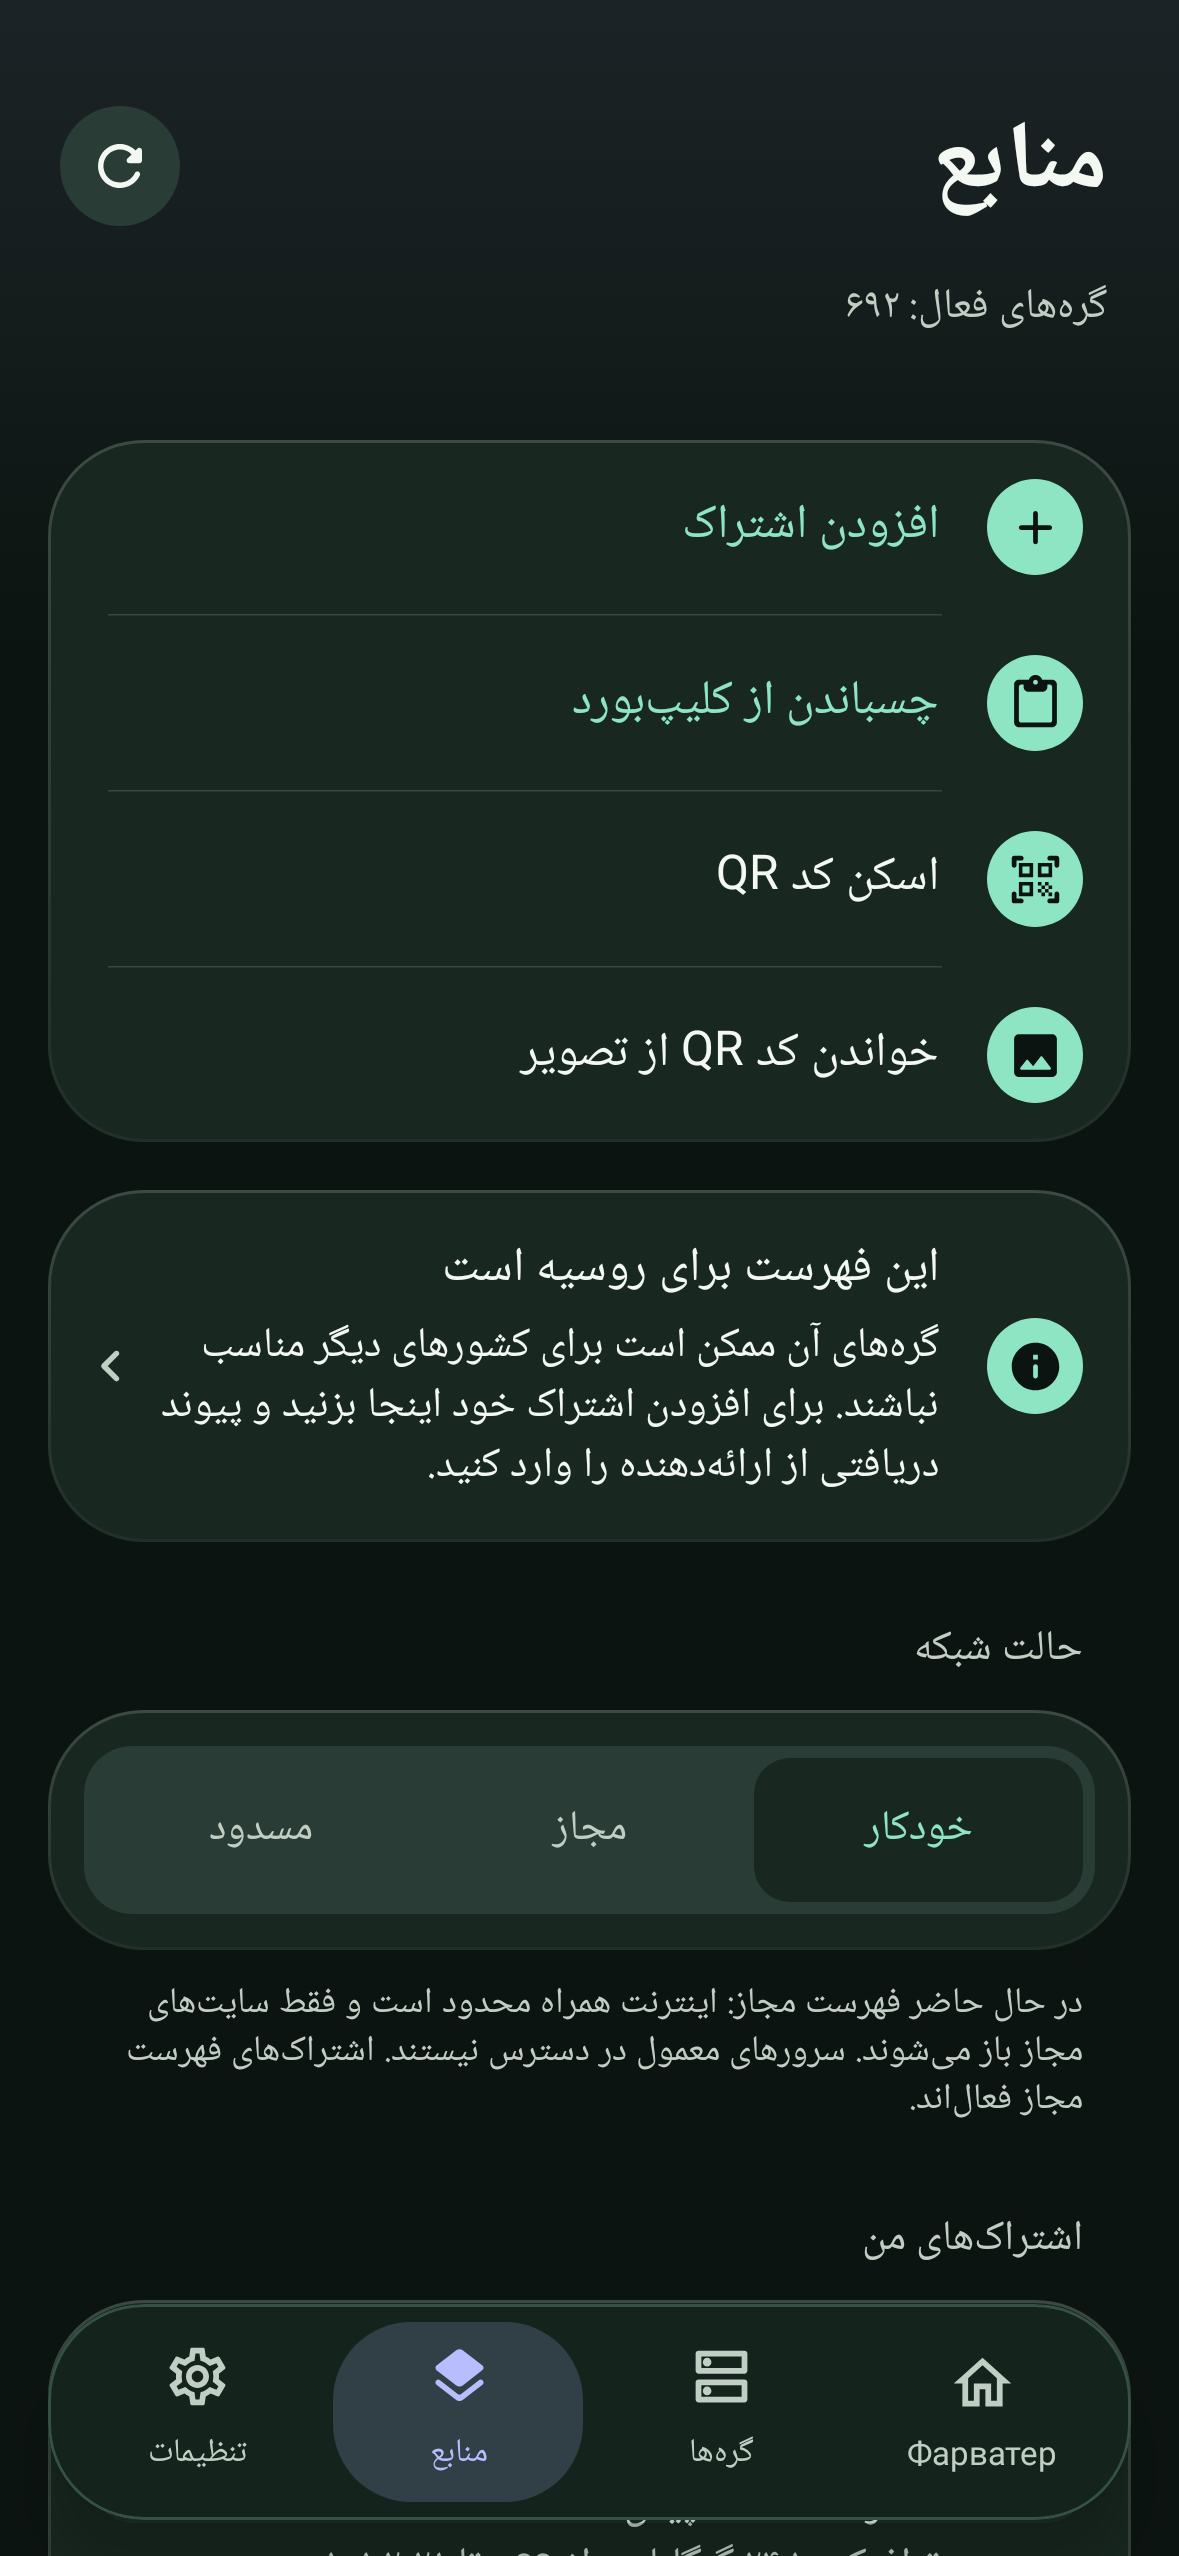 منابع
گره‌های فعال: ۶۹۲
افزودن اشتراک
چسباندن از کلیپ‌بورد
اسکن کد QR
خواندن کد QR از تصویر
این فهرست برای روسیه است
گره‌های آن ممکن است برای کشورهای دیگر مناسب
نباشند. برای افزودن اشتراک خود اینجا بزنید و پیوند
دریافتی از ارائه‌دهنده را وارد کنید.
حالت شبکه
خودکار
مجاز
مسدود
در حال حاضر فهرست مجاز: اینترنت همراه محدود است و فقط سایت‌های
مجاز باز می‌شوند. سرورهای معمول در دسترس نیستند. اشتراک‌های فهرست
مجاز فعال‌اند.
اشتراک‌های من
Фарватер
گره‌ها
منابع
تنظیمات